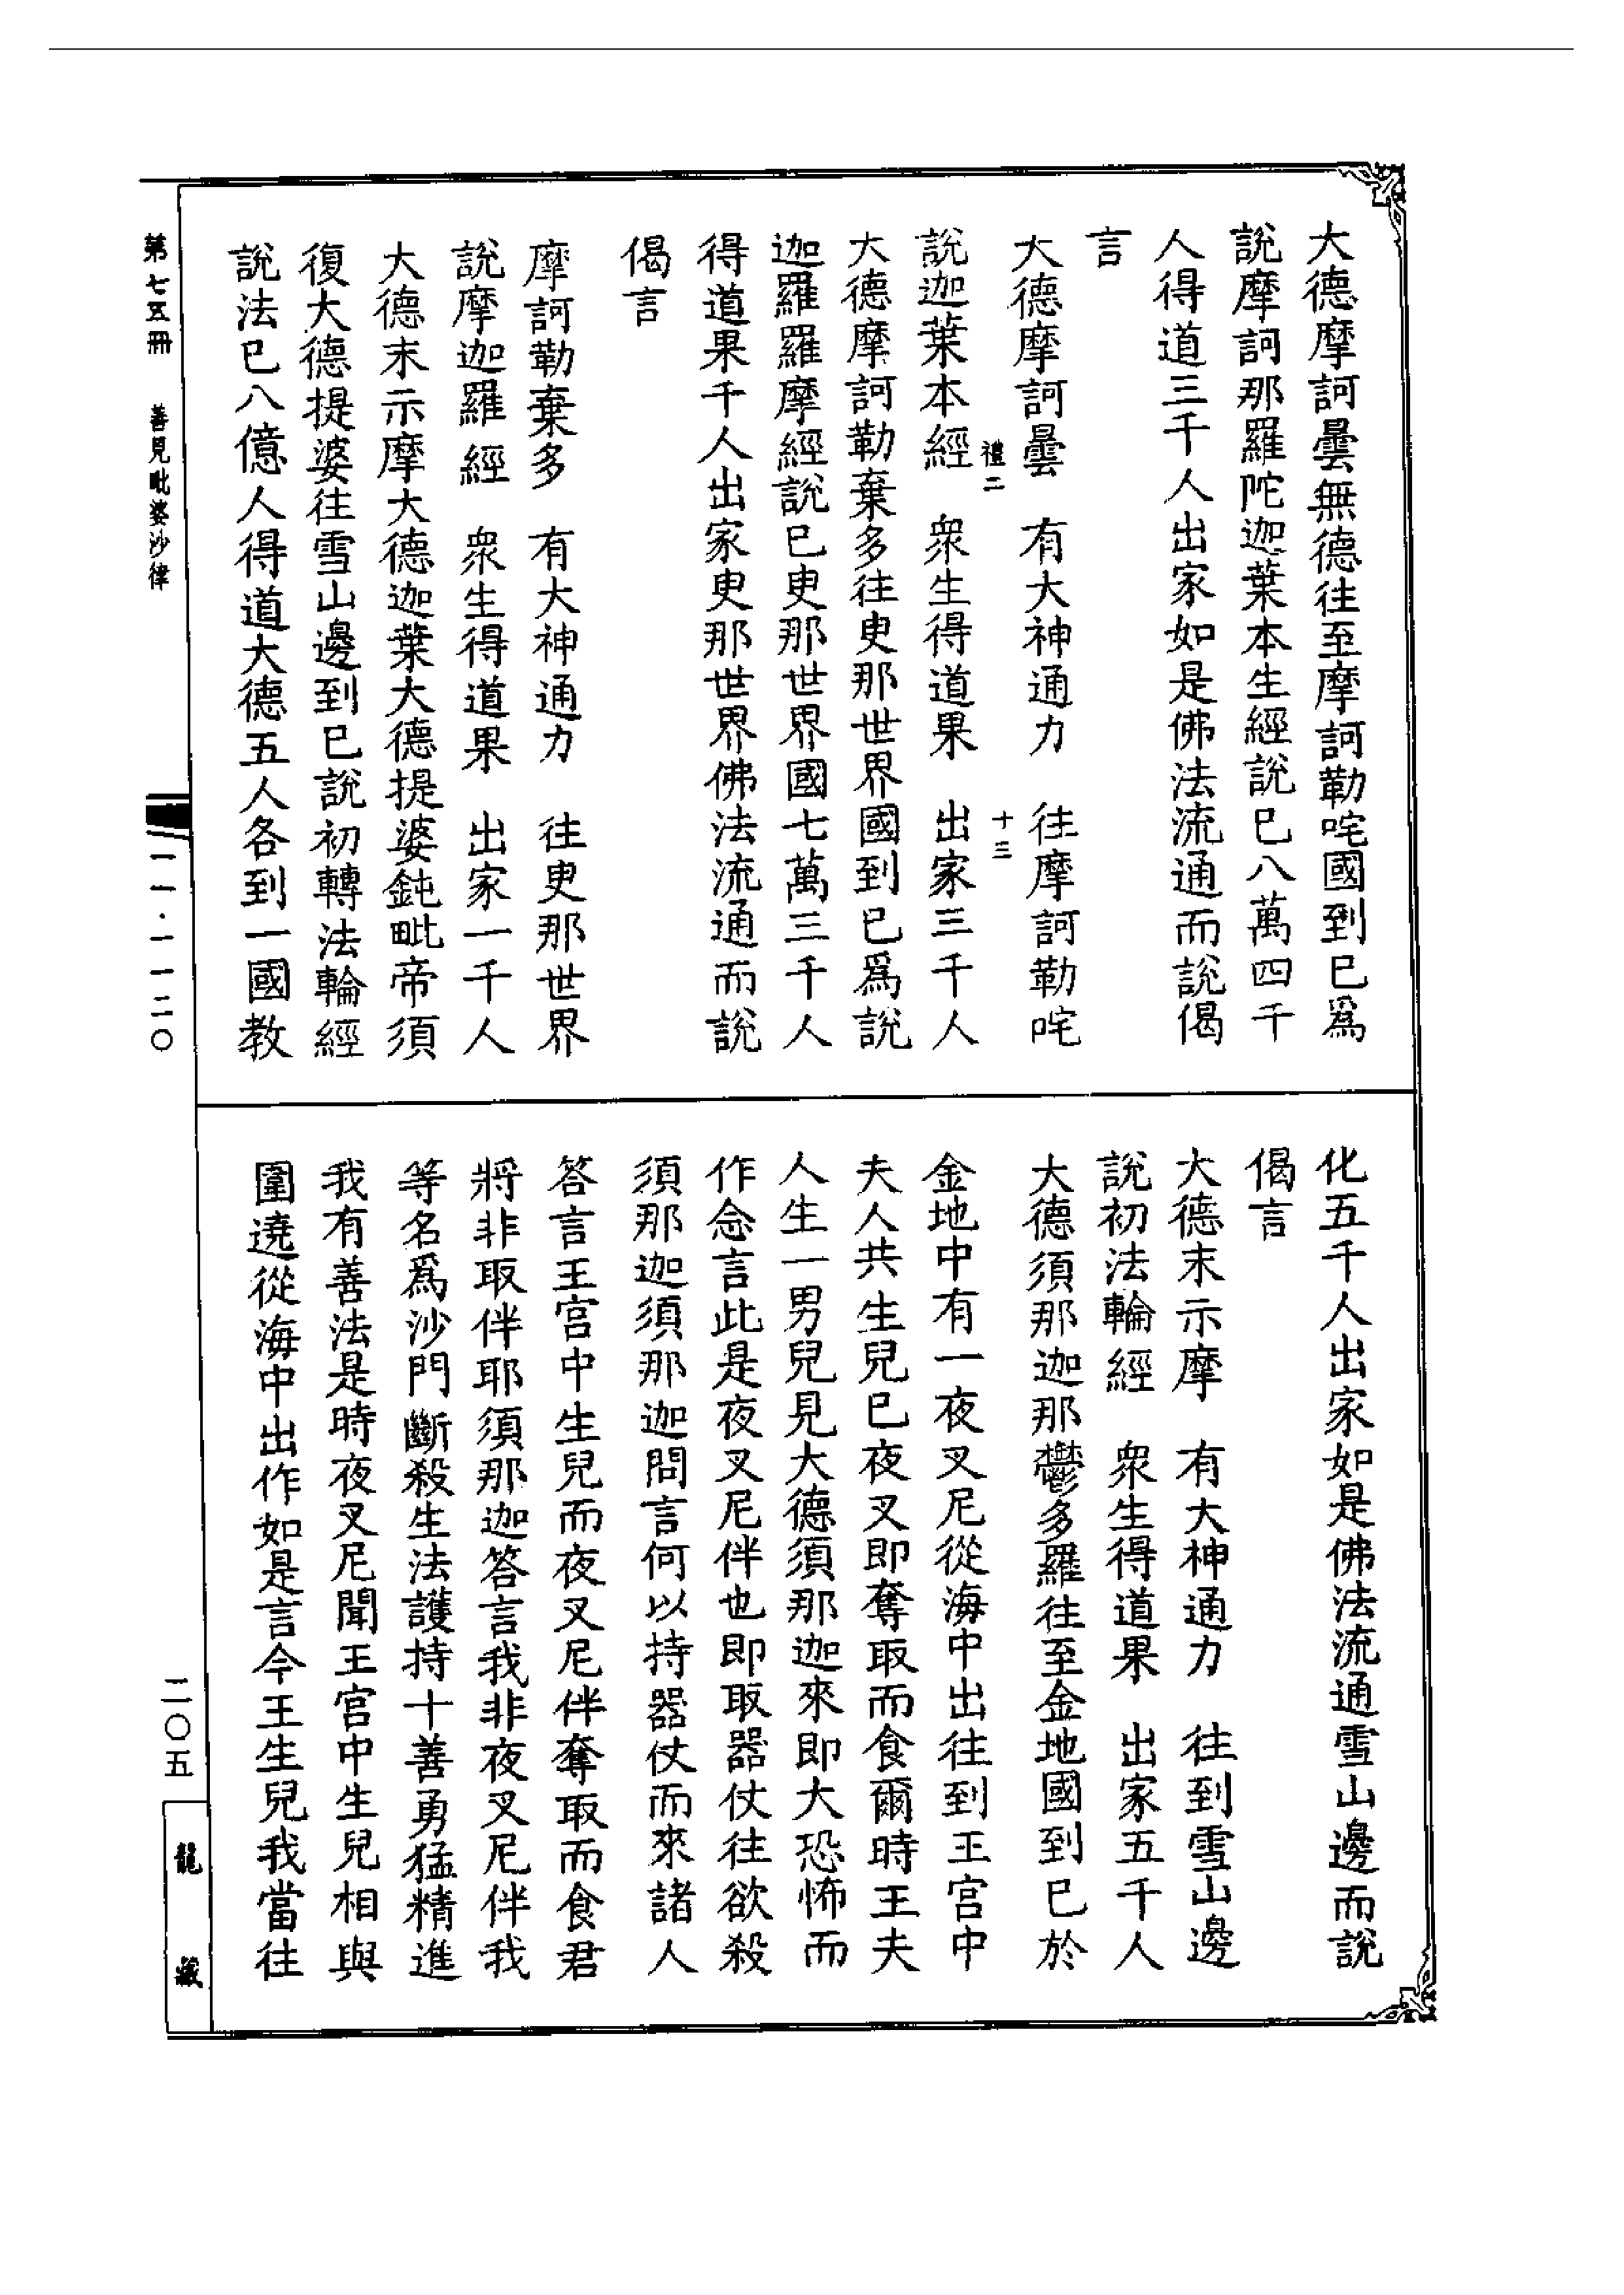 大德摩訶曇無德往至摩訶勒咤國到已爲
說摩訶那羅陀迦葉本生經說已八萬四千
人得道三千人出家如是佛法流通而說偈
言
大德摩訶曇　有大神通力　往摩訶勒咤
禮二　十三
說迦葉本經　衆生得道果　出家三千人
大德摩訶勒棄多往臾那世界國到已爲說
迦羅羅摩經說已臾那世界國七萬三千人
得道果千人出家臾那世界佛法流通而說
偈言
摩訶勒棄多　有大神通力　往臾那世界
說摩迦羅經　衆生得道果　出家一千人
大德末示摩大德迦葉大德提婆鈍毗帝須
復大德提婆往雪山邊到已說初轉法輪經
說法已八億人得道大德五人各到一國教
化五千人出家如是佛法流通雪山邊而說
偈言
大德末示摩　有大神通力　往到雪山邊
說初法輪經　衆生得道果　出家五千人
大德須那迦那鬱多羅往至金地國到已於
金地中有一夜叉尼從海中出往到王宮中
夫人共生兒已夜叉即奪取而食爾時王夫
人生一男兒見大德須那迦來即大恐怖而
作念言此是夜叉尼伴也即取器仗往欲殺
須那迦須那迦問言何以持器仗而來諸人
答言王宮中生兒而夜叉尼伴奪取而食君
將非取伴耶須那迦答言我非夜叉尼伴我
等名爲沙門斷殺生法護持十善勇猛精進
我有善法是時夜叉尼聞王宮中生兒相與
圍遶從海中出作如是言今王生兒我當往
第七五冊　善見毗婆沙律
一一·一一二〇
二〇五
龍藏